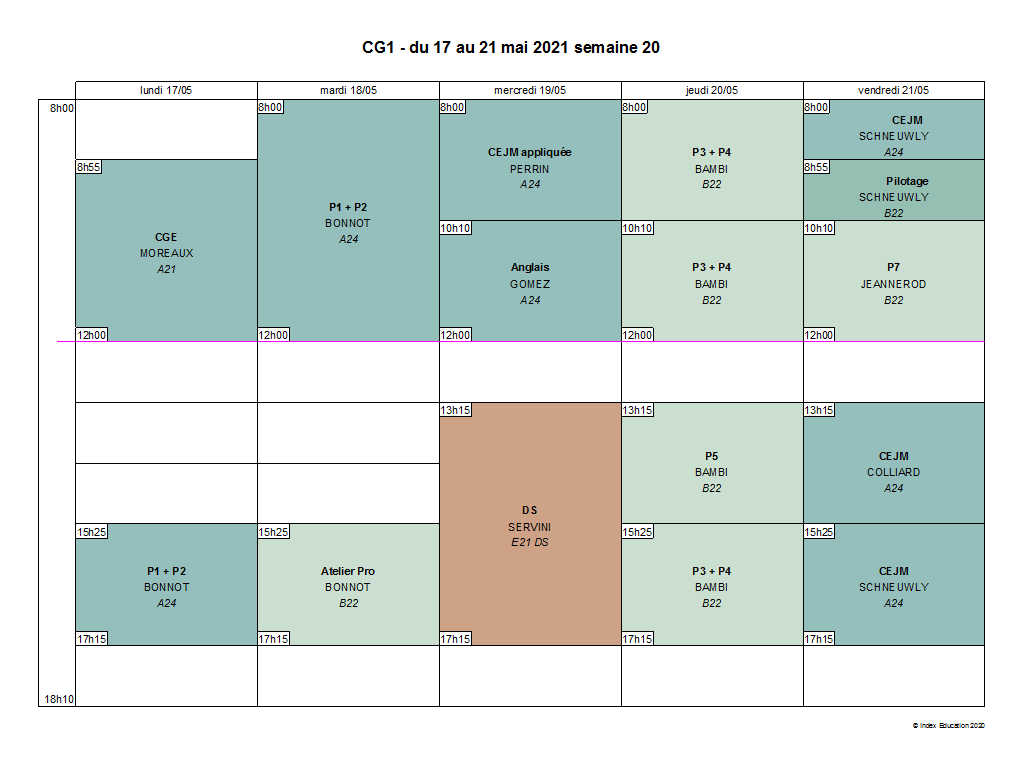 CG1 - du 17 au 21 mai 2021 semaine 20
lundi 17/05
mardi 18/05
mercredi 19/05
jeudi 20/05
vendredi 21/05
8h00
18h10
8h55
CGE
MOREAUX
A21
12h00
15h25
P1 + P2
BONNOT
A24
17h15
8h00
P1 + P2
BONNOT
A24
12h00
15h25
Atelier Pro
BONNOT
B22
17h15
8h00
CEJM appliquée
PERRIN
A24
10h10
Anglais
GOMEZ
A24
12h00
13h15
DS
SERVINI
E21 DS
17h15
8h00
P3 + P4
BAMBI
B22
10h10
P3 + P4
BAMBI
B22
12h00
13h15
P5
BAMBI
B22
15h25
P3 + P4
BAMBI
B22
17h15
8h00
CEJM
SCHNEUWLY
A24
8h55
Pilotage
SCHNEUWLY
B22
10h10
P7
JEANNEROD
B22
12h00
13h15
CEJM
COLLIARD
A24
15h25
CEJM
SCHNEUWLY
A24
17h15
© Index Education 2020